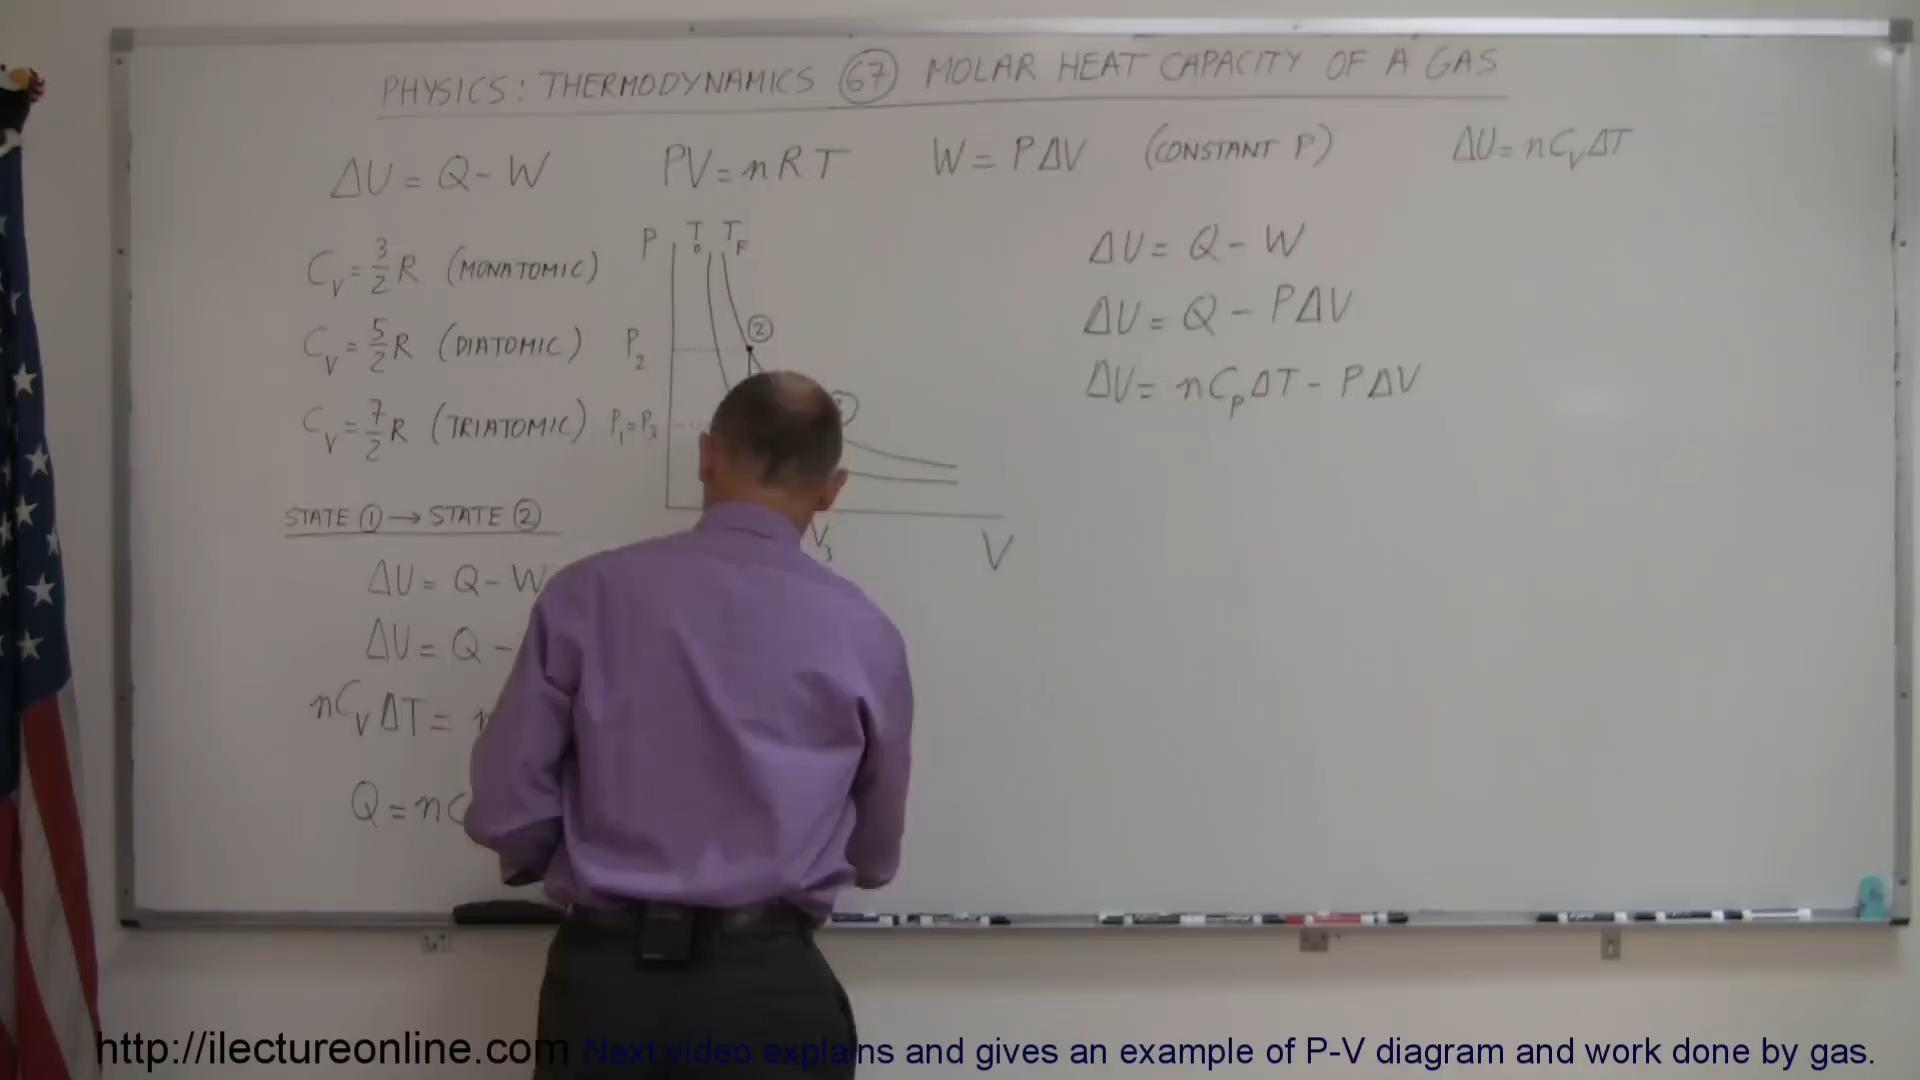 PHYSICS: THERMODYNAMICS 67 MOLAR HEAT CAPACITY OF A GAS
ΔU = Q - W
PV = nRT
W = PΔV (CONSTANT P)
ΔU = nC_VΔT
C_V = 3/2 R (MONATOMIC)
C_V = 5/2 R (DIATOMIC)
C_V = 7/2 R (TRIATOMIC)
P T_0 T_F
②
P_2
P_1 = P_3
V_3
V
STATE ① → STATE ②
ΔU = Q - W
ΔU = Q -
nC_VΔT =
Q = nC
ΔU = Q - W
ΔU = Q - PΔV
ΔU = nC_pΔT - PΔV
http://ilectureonline.com Next video explains and gives an example of P-V diagram and work done by gas.